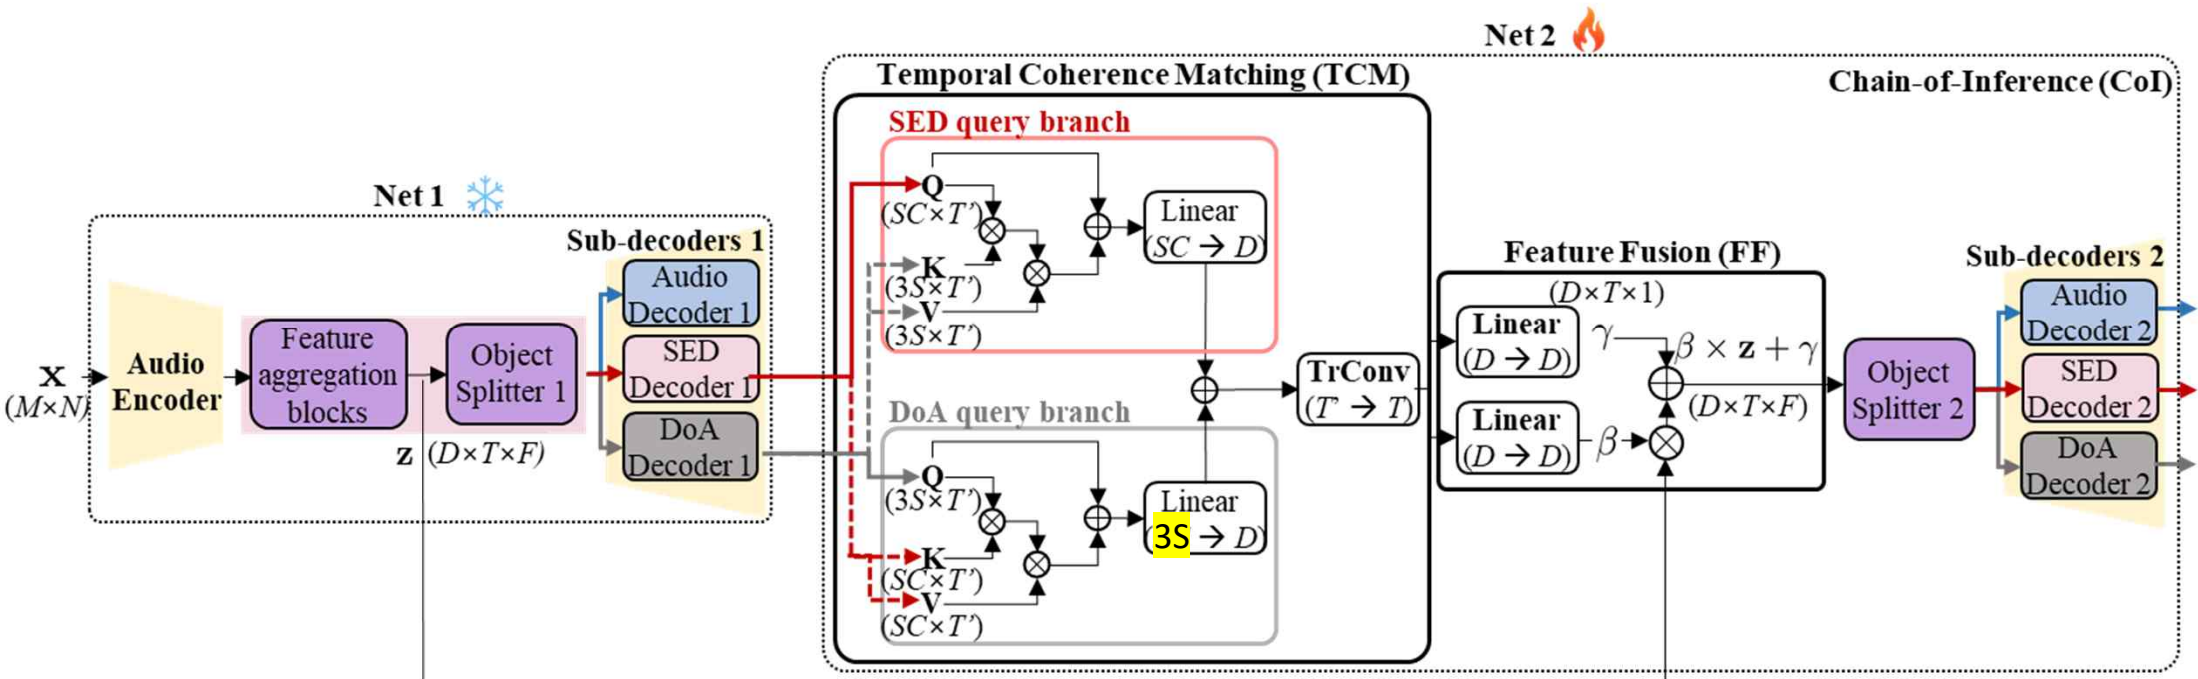 Net 2
Temporal Coherence Matching (TCM)
Chain-of-Inference (CoI)
Net 1
X
(M×N)
Audio
Encoder
Feature
aggregation
blocks
Object
Splitter 1
z (D×T×F)
Sub-decoders 1
Audio
Decoder 1
SED
Decoder 1
DoA
Decoder 1
SED query branch
Q
(SC×T’)
K
(3S×T’)
V
(3S×T’)
Linear
(SC → D)
DoA query branch
Q
(3S×T’)
K
(SC×T’)
V
(SC×T’)
Linear
(3S → D)
TrConv
(T’ → T)
Feature Fusion (FF)
(D×T×1)
Linear
(D → D)
γ
β × z + γ
(D×T×F)
Linear
(D → D)
β
Object
Splitter 2
Sub-decoders 2
Audio
Decoder 2
SED
Decoder 2
DoA
Decoder 2